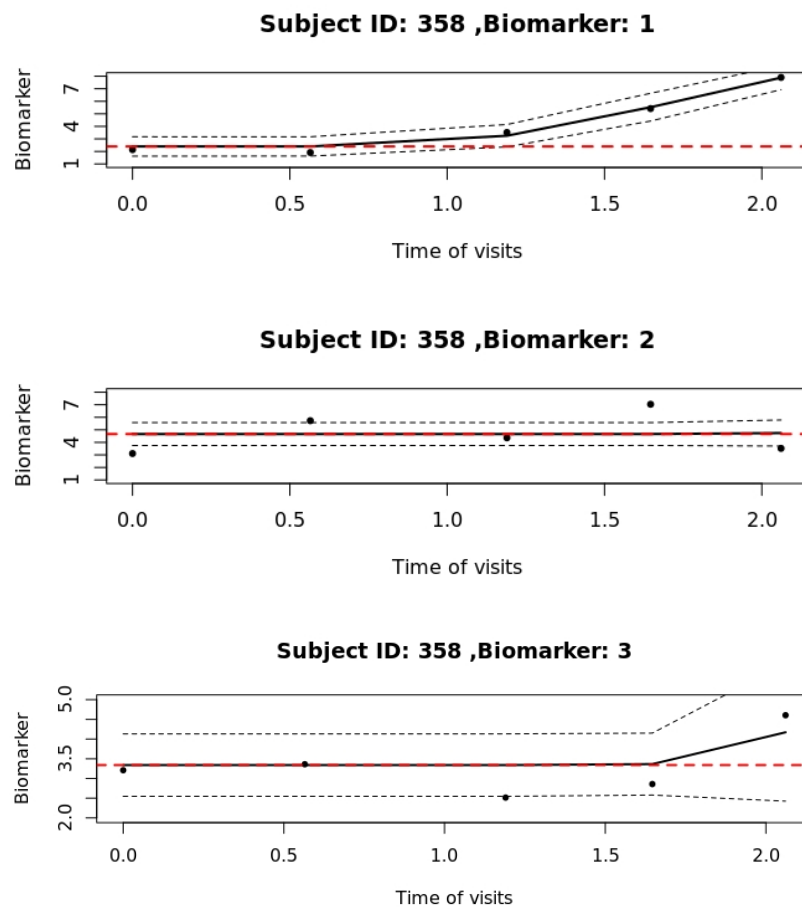 Subject ID: 358 ,Biomarker: 1
Biomarker
7
4
1
0.0 0.5 1.0 1.5 2.0
Time of visits
Subject ID: 358 ,Biomarker: 2
Biomarker
7
4
1
0.0 0.5 1.0 1.5 2.0
Time of visits
Subject ID: 358 ,Biomarker: 3
Biomarker
5.0
3.5
2.0
0.0 0.5 1.0 1.5 2.0
Time of visits